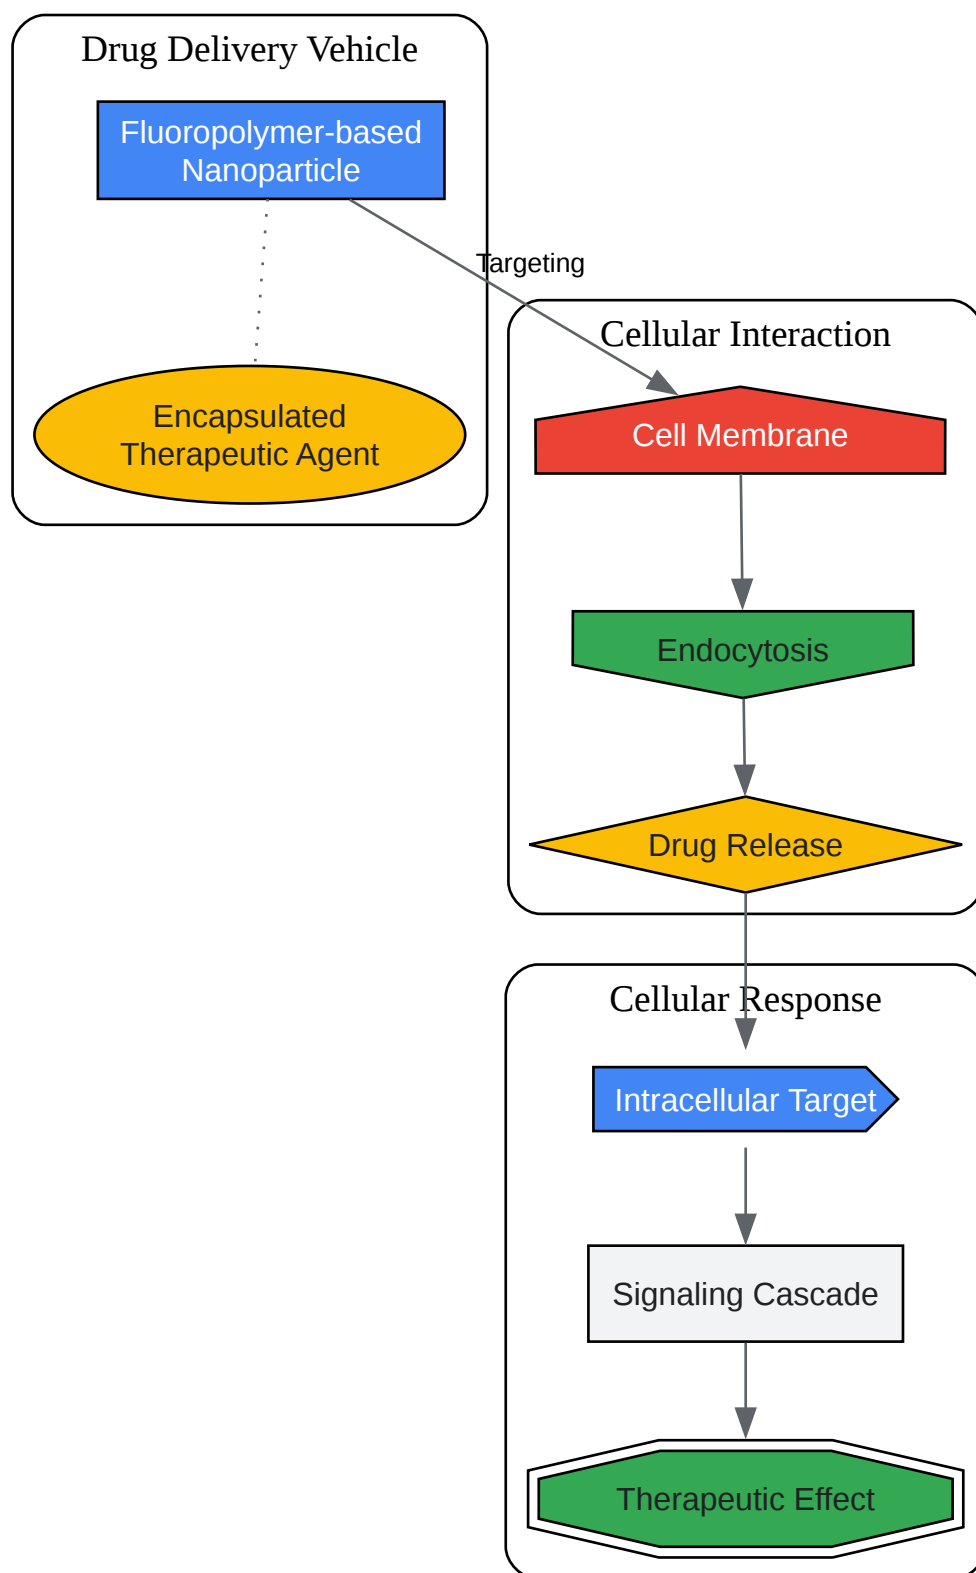 Drug Delivery Vehicle
Fluoropolymer-based
Nanoparticle
Targeting
Encapsulated
Therapeutic Agent
Cellular Interaction
Cell Membrane
Endocytosis
Drug Release
Cellular Response
Intracellular Target
Signaling Cascade
Therapeutic Effect